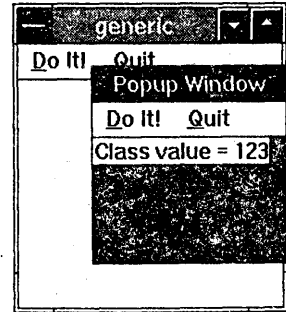 generic
Do It! Quit
Popup Window
Do It! Quit
Class value = 123